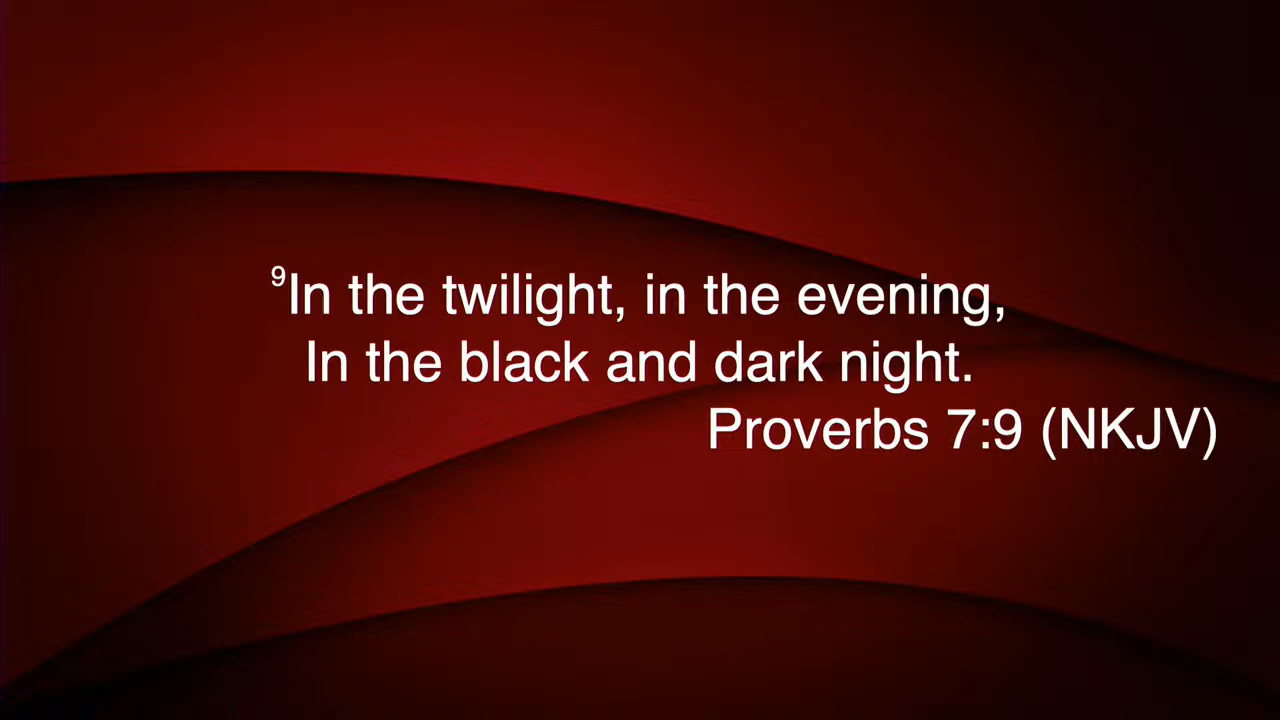 ⁹In the twilight, in the evening,
In the black and dark night.
Proverbs 7:9 (NKJV)